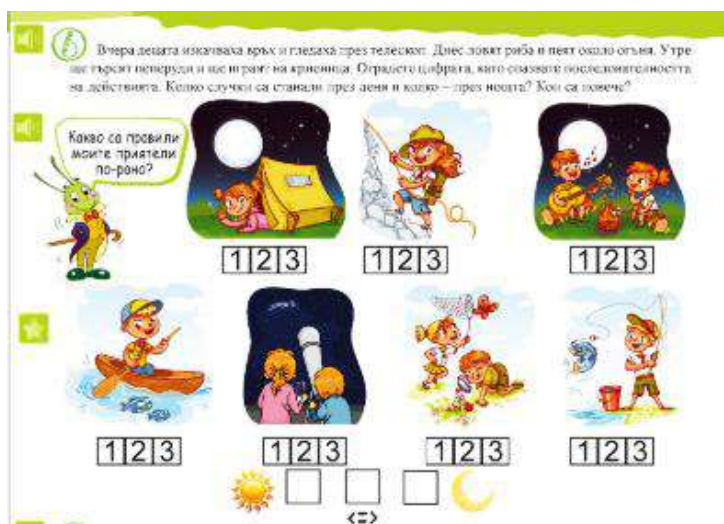 Вчера децата изкачваха връх и гледаха през телескоп. Днес ловят риба и пеят около огъня. Утре
ще търсят пеперуди и ще играят на криеница. Оградете цифрата, като спазвате последователността
на действията. Колко случки са станали през деня и колко – през нощта? Кои са повече?
Какво са правили
моите приятели
по-рано?
1 2 3
1 2 3
1 2 3
1 2 3
1 2 3
1 2 3
1 2 3
<=>